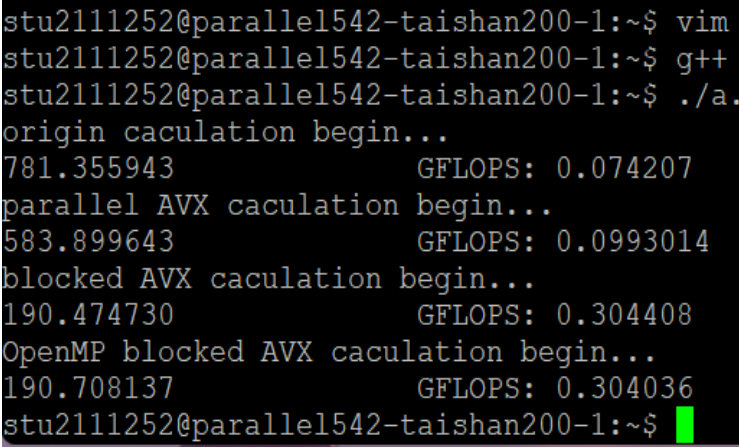 stu2111252@parallel542-taishan200-1:~$ vim
stu2111252@parallel542-taishan200-1:~$ g++
stu2111252@parallel542-taishan200-1:~$ ./a.
origin caculation begin...
781.355943 GFLOPS: 0.074207
parallel AVX caculation begin...
583.899643 GFLOPS: 0.0993014
blocked AVX caculation begin...
190.474730 GFLOPS: 0.304408
OpenMP blocked AVX caculation begin...
190.708137 GFLOPS: 0.304036
stu2111252@parallel542-taishan200-1:~$